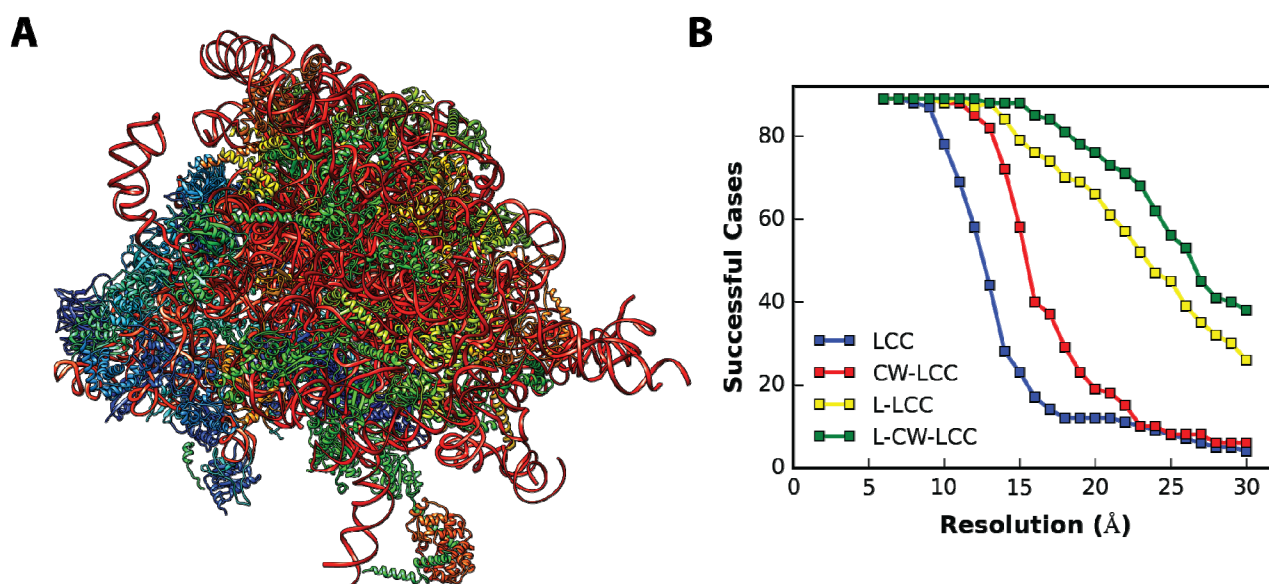 A
B
Successful Cases
80
60
40
20
0
LCC
CW-LCC
L-LCC
L-CW-LCC
0 5 10 15 20 25 30
Resolution (Å)